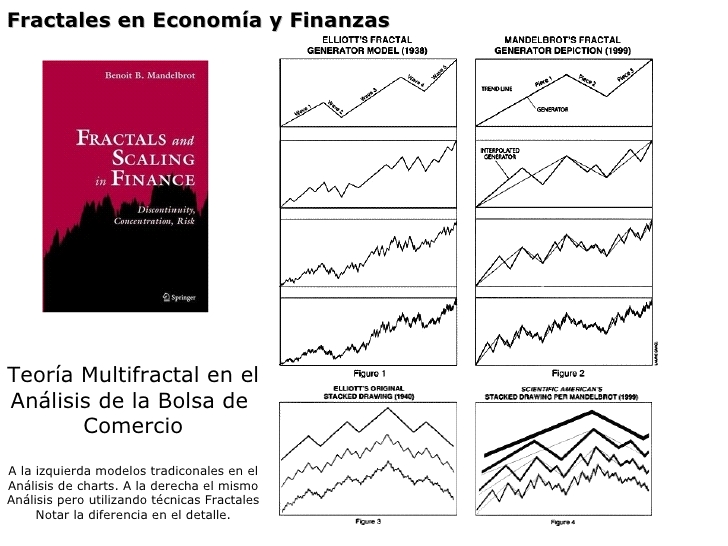 Fractales en Economía y Finanzas
Benoit B. Mandelbrot
FRACTALS and
SCALING
in FINANCE
Discontinuity,
Concentration, Risk
Springer
Teoría Multifractal en el
Análisis de la Bolsa de
Comercio
A la izquierda modelos tradiconales en el
Análisis de charts. A la derecha el mismo
Análisis pero utilizando técnicas Fractales
Notar la diferencia en el detalle.
ELLIOTT'S FRACTAL
GENERATOR MODEL (1938)
Wave 1
Wave 2
Wave 3
Wave 4
Wave 5
Figure 1
MANDELBROT'S FRACTAL
GENERATOR DEPICTION (1999)
TREND LINE
Piece 1
Piece 2
Piece 3
GENERATOR
INTERPOLATED
GENERATOR
Figure 2
ELLIOTT'S ORIGINAL
STACKED DRAWING (1940)
Figure 3
SCIENTIFIC AMERICAN'S
STACKED DRAWING PER MANDELBROT (1999)
Figure 4